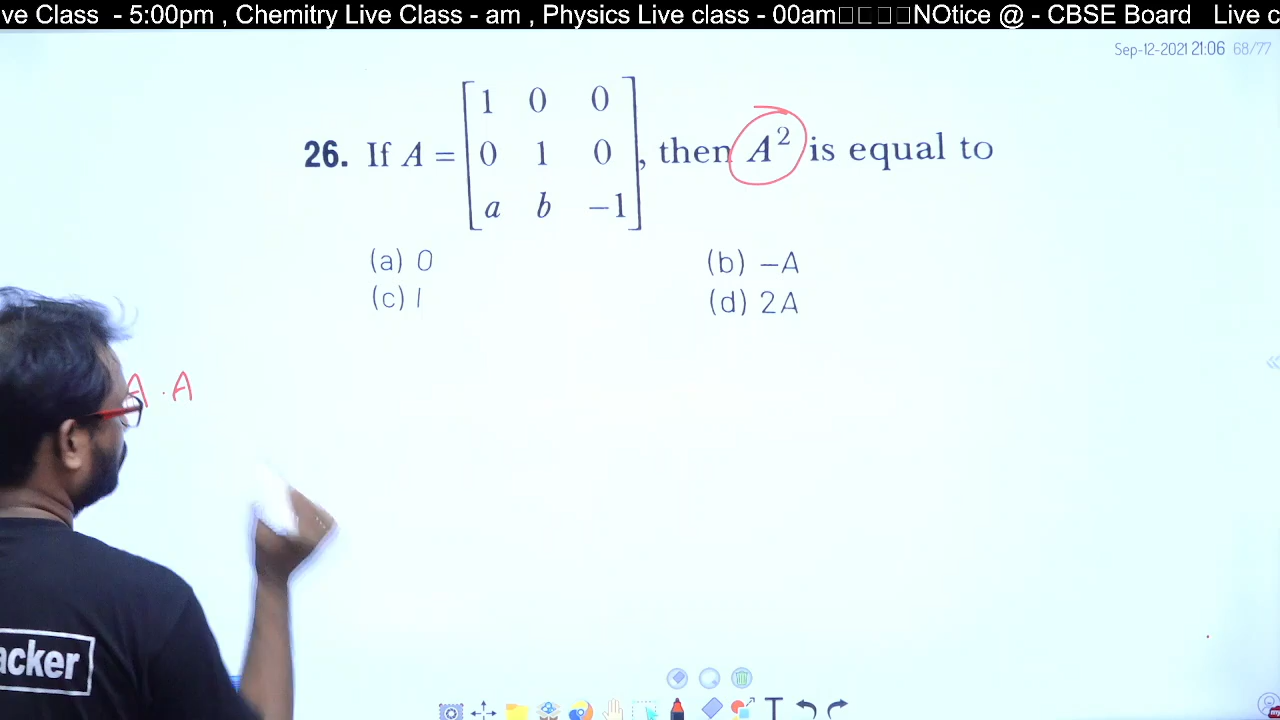 ve Class - 5:00pm , Chemitry Live Class - am , Physics Live class - 00am□□□□NOtice @ - CBSE Board Live c
Sep-12-2021 21:06 68/77
26. If A = [1 0 0
0 1 0
a b −1], then A² is equal to
(a) 0
(b) −A
(c) I
(d) 2A
A . A
acker
T